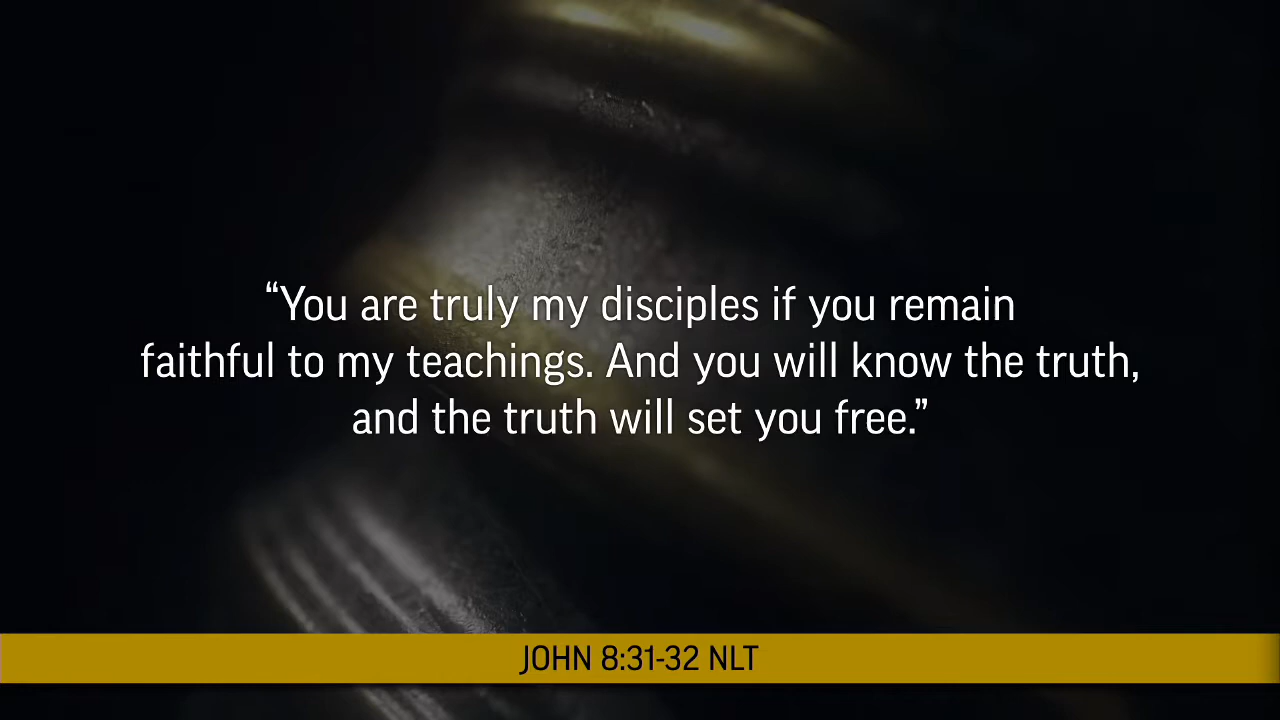 “You are truly my disciples if you remain
faithful to my teachings. And you will know the truth,
and the truth will set you free.”
JOHN 8:31-32 NLT